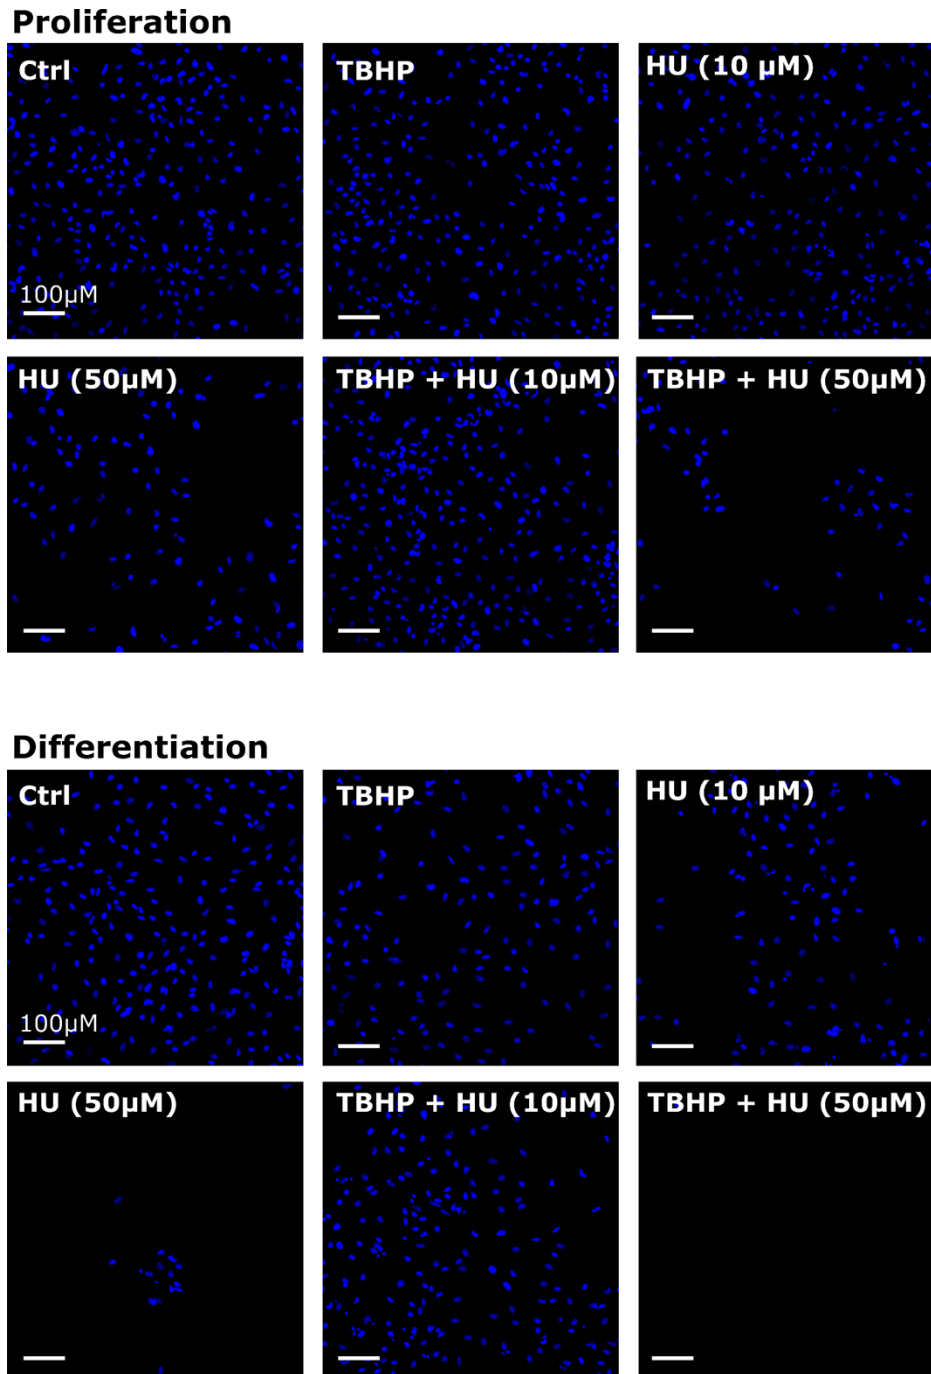 Proliferation
Ctrl
TBHP
HU (10 µM)
100µM
HU (50µM)
TBHP + HU (10µM)
TBHP + HU (50µM)
Differentiation
Ctrl
TBHP
HU (10 µM)
100µM
HU (50µM)
TBHP + HU (10µM)
TBHP + HU (50µM)